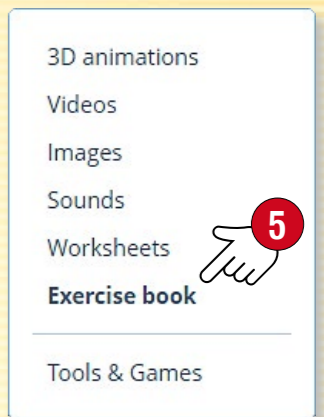 3D animations
Videos
Images
Sounds
5
Worksheets
Exercise book
Tools & Games